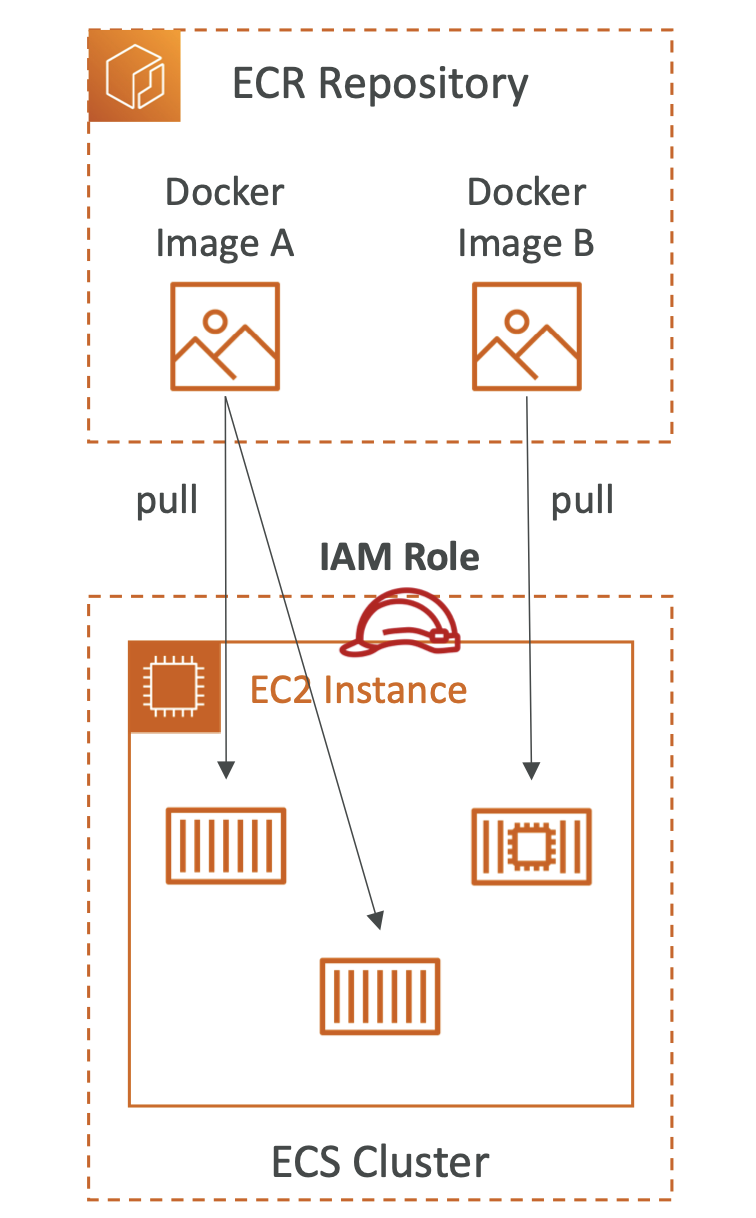 ECR Repository
Docker
Image A
Docker
Image B
pull
pull
IAM Role
EC2 Instance
ECS Cluster